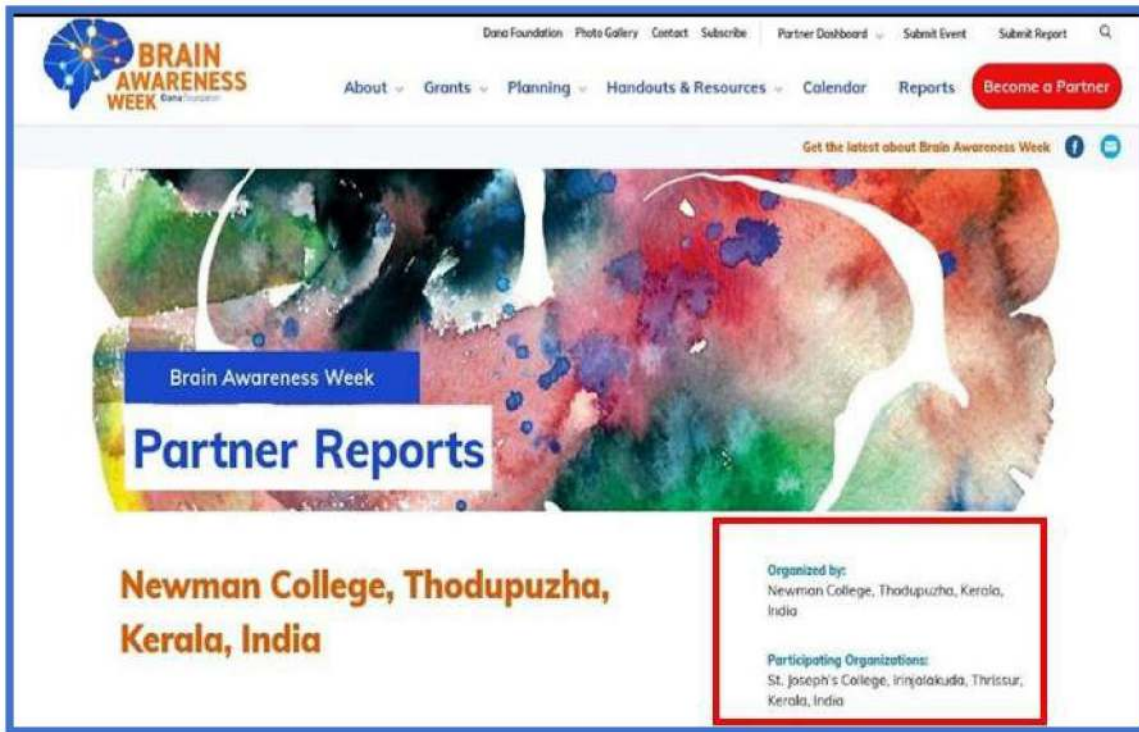 Dana Foundation Photo Gallery Contact Subscribe Partner Dashboard Submit Event Submit Report
BRAIN
AWARENESS
WEEK ©Dana Foundation
About Grants Planning Handouts & Resources Calendar Reports Become a Partner
Get the latest about Brain Awareness Week
Brain Awareness Week
Partner Reports
Newman College, Thodupuzha,
Kerala, India
Organized by:
Newman College, Thodupuzha, Kerala,
India
Participating Organizations:
St. Joseph's College, Irinjalakuda, Thrissur,
Kerala, India